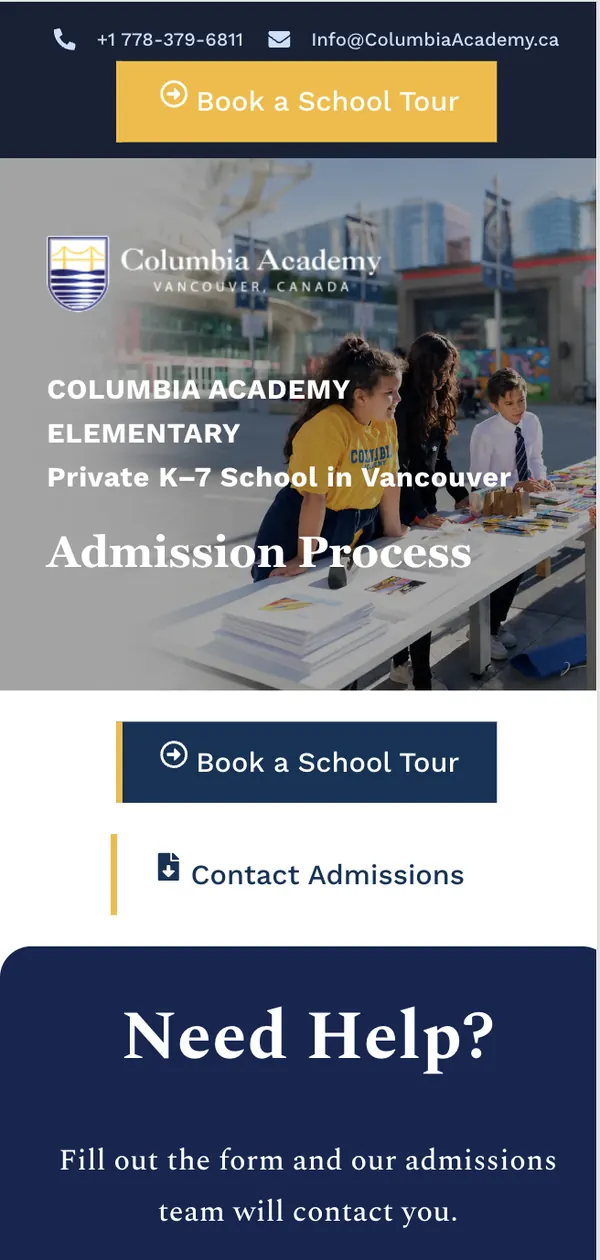 +1 778-379-6811 Info@ColumbiaAcademy.ca
Book a School Tour
Columbia Academy
VANCOUVER, CANADA
COLUMBIA ACADEMY
ELEMENTARY
Private K–7 School in Vancouver
Admission Process
Book a School Tour
Contact Admissions
Need Help?
Fill out the form and our admissions
team will contact you.